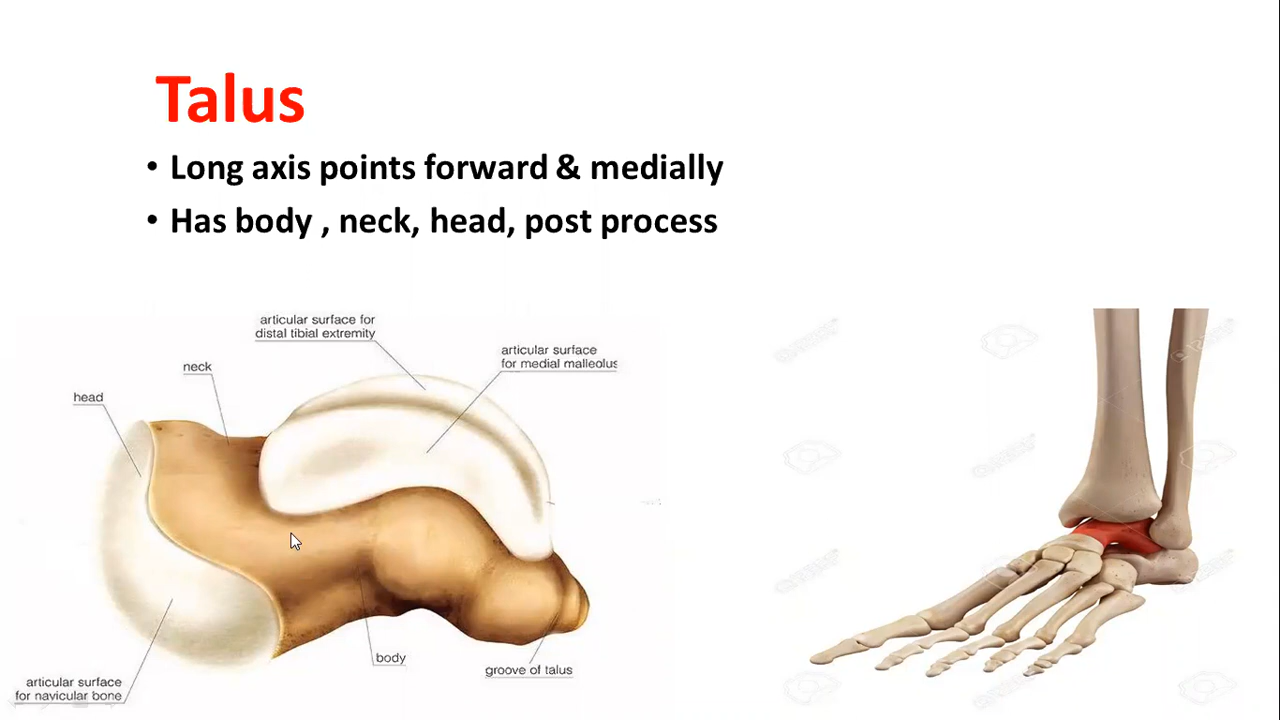 Talus
• Long axis points forward & medially
• Has body , neck, head, post process
articular surface for
distal tibial extremity
articular surface
for medial malleolus
neck
head
body
groove of talus
articular surface
for navicular bone